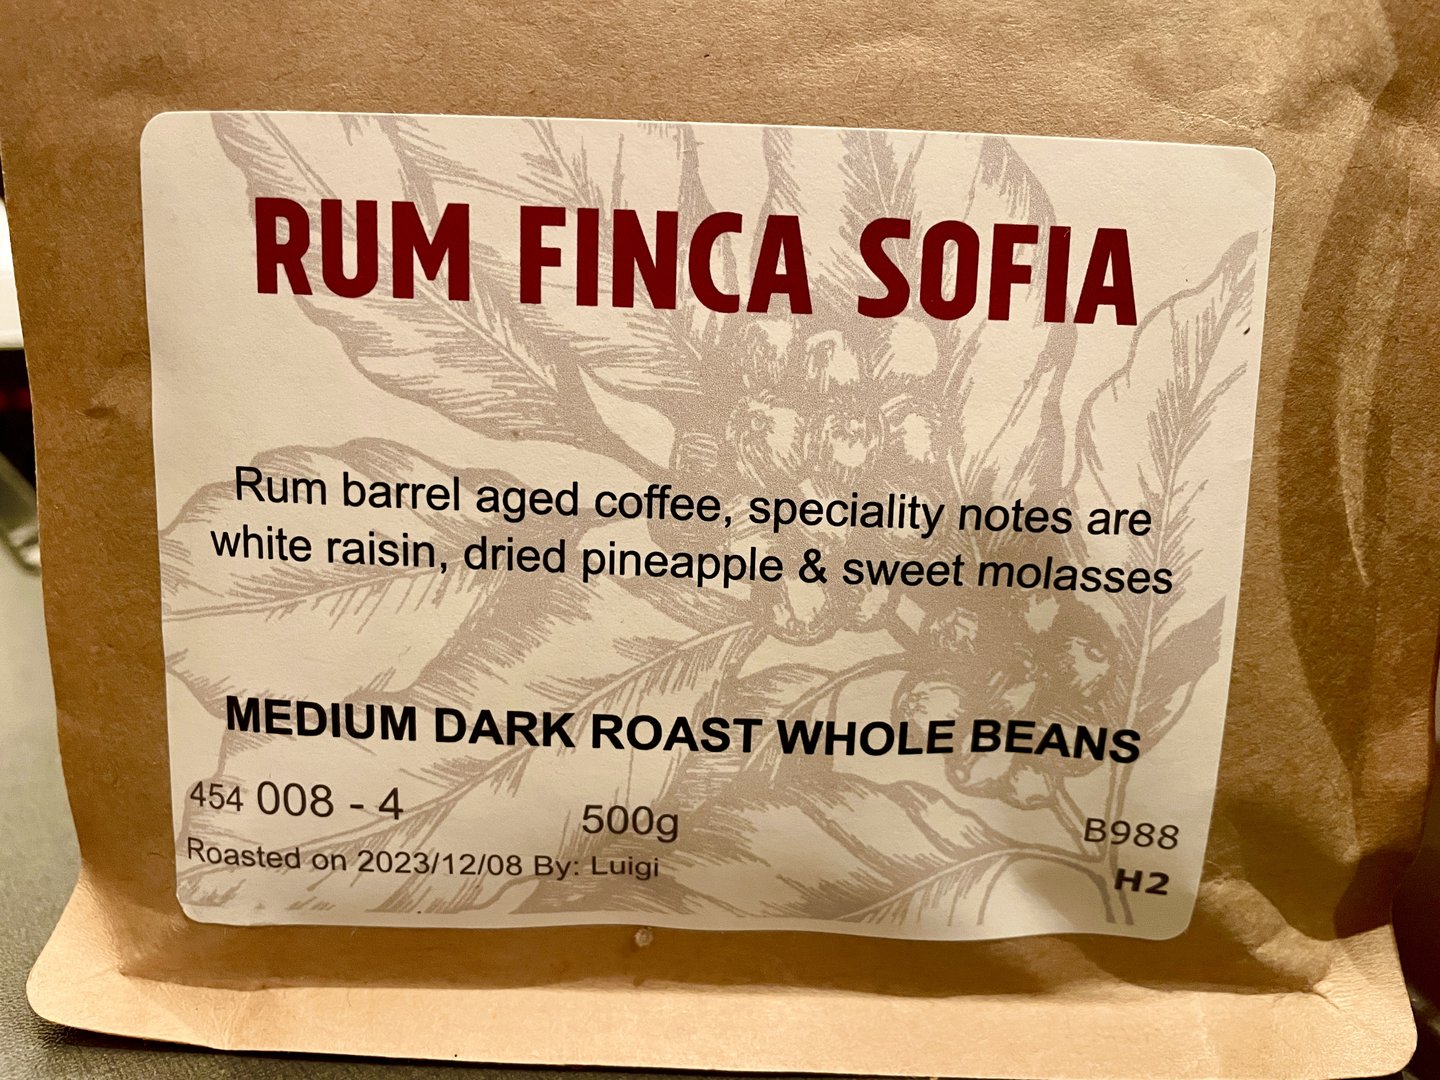 RUM FINCA SOFIA
Rum barrel aged coffee, speciality notes are
white raisin, dried pineapple & sweet molasses
MEDIUM DARK ROAST WHOLE BEANS
454 008 - 4 500g B988
Roasted on 2023/12/08 By: Luigi H2